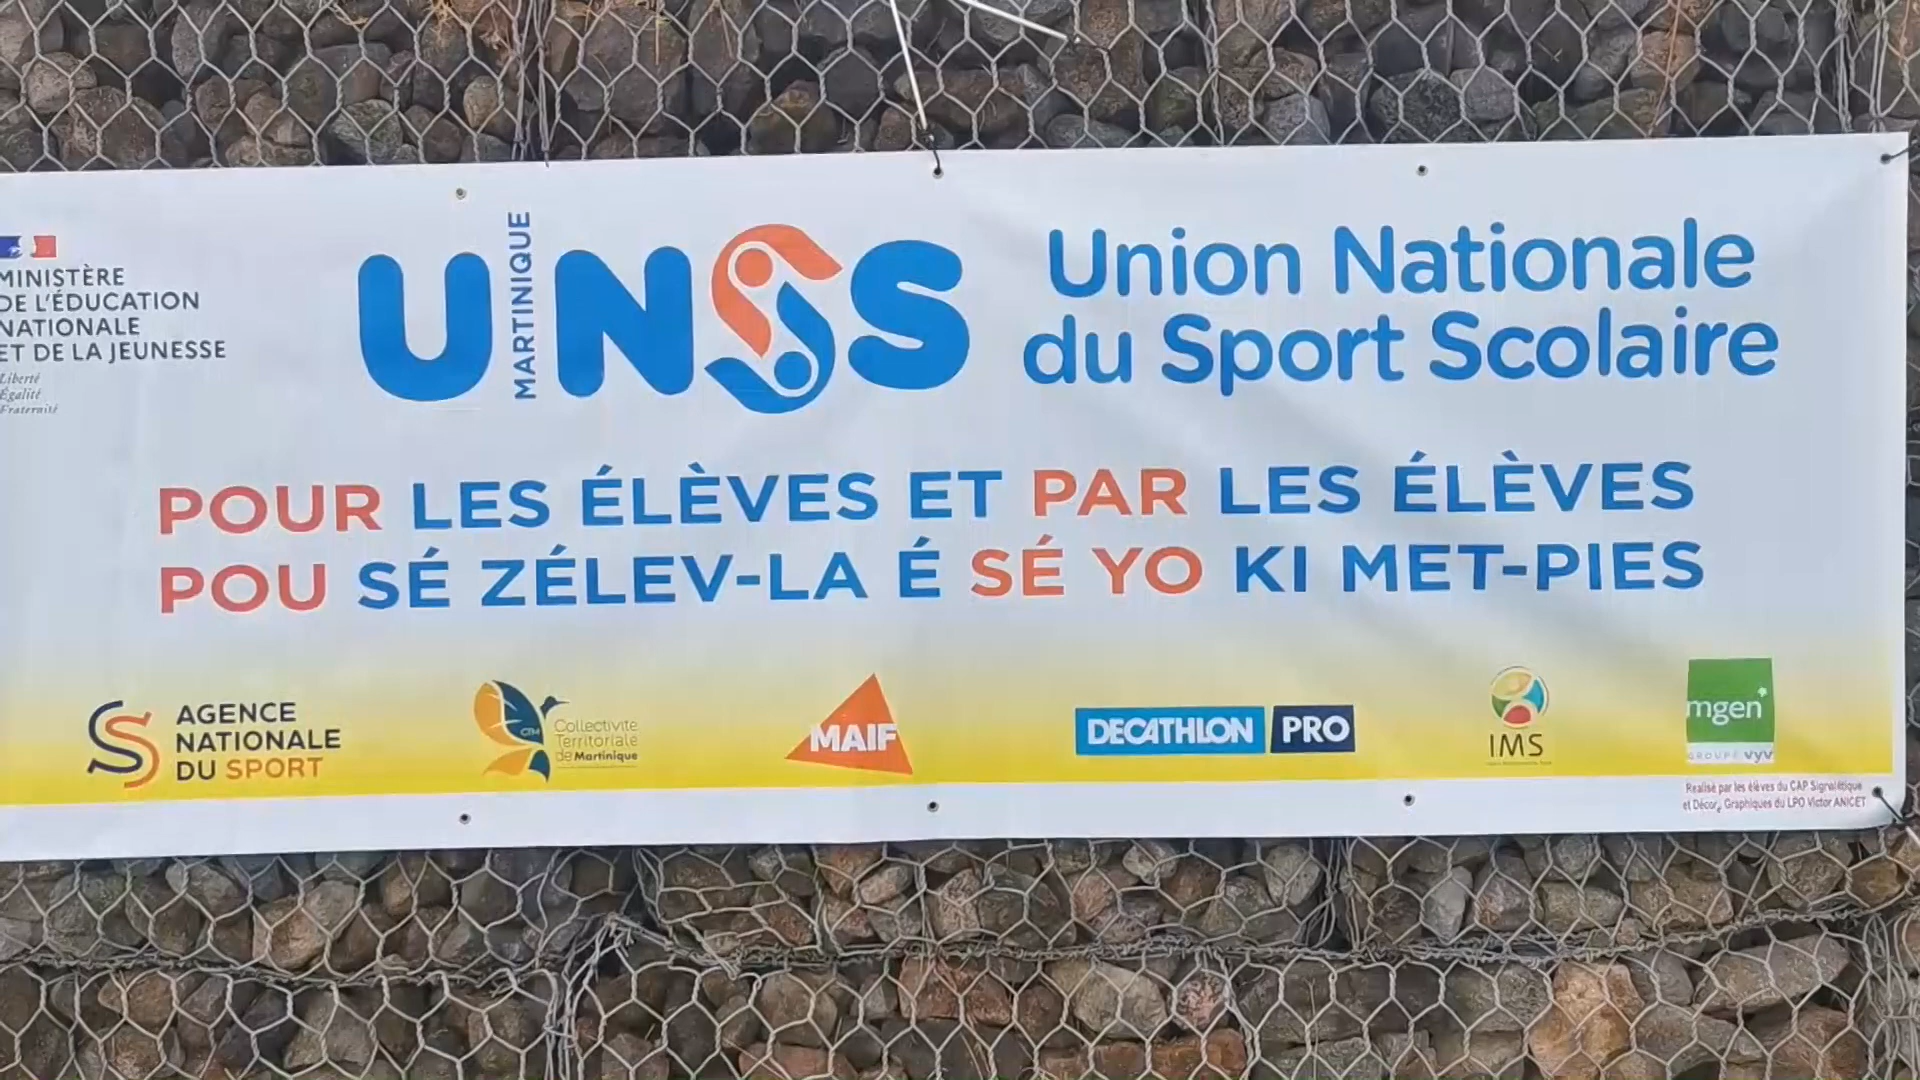 MINISTÈRE
DE L'ÉDUCATION
NATIONALE
ET DE LA JEUNESSE
Liberté
Égalité
Fraternité
UNSS
MARTINIQUE
Union Nationale
du Sport Scolaire
POUR LES ÉLÈVES ET PAR LES ÉLÈVES
POU SÉ ZÉLEV-LA É SÉ YO KI MET-PIES
AGENCE
NATIONALE
DU SPORT
CTM
Collectivité
Territoriale
de Martinique
MAIF
DECATHLON PRO
IMS
mgen
GROUPE vyv
Realisé par les élèves du CAP Signalétique
et Décors Graphiques du LPO Victor ANICET